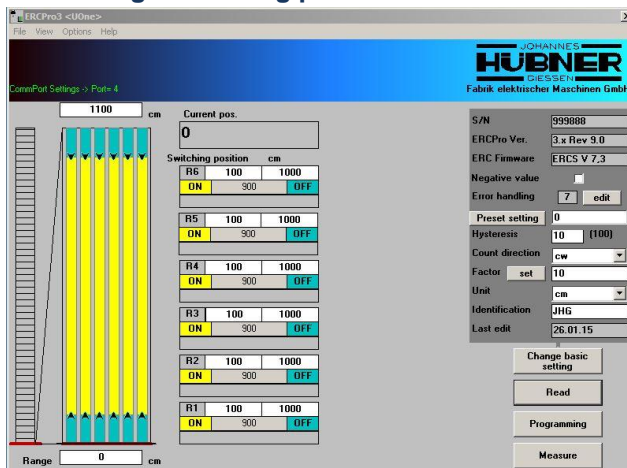 ERCPro3 <UOne>
File View Options Help
JOHANNES
HÜBNER
GIESSEN
Fabrik elektrischer Maschinen GmbH
CommPort Settings -> Port= 4
1100 cm
Current pos.
0
Switching position cm
R6 100 1000
ON 900 OFF
R5 100 1000
ON 900 OFF
R4 100 1000
ON 900 OFF
R3 100 1000
ON 900 OFF
R2 100 1000
ON 900 OFF
R1 100 1000
ON 900 OFF
Range 0 cm
S/N 999888
ERCPro Ver. 3.x Rev 9.0
ERC Firmware ERCS V 7,3
Negative value
Error handling 7 edit
Preset setting 0
Hysteresis 10 (100)
Count direction cw
Factor set 10
Unit cm
Identification JHG
Last edit 26.01.15
Change basic
setting
Read
Programming
Measure